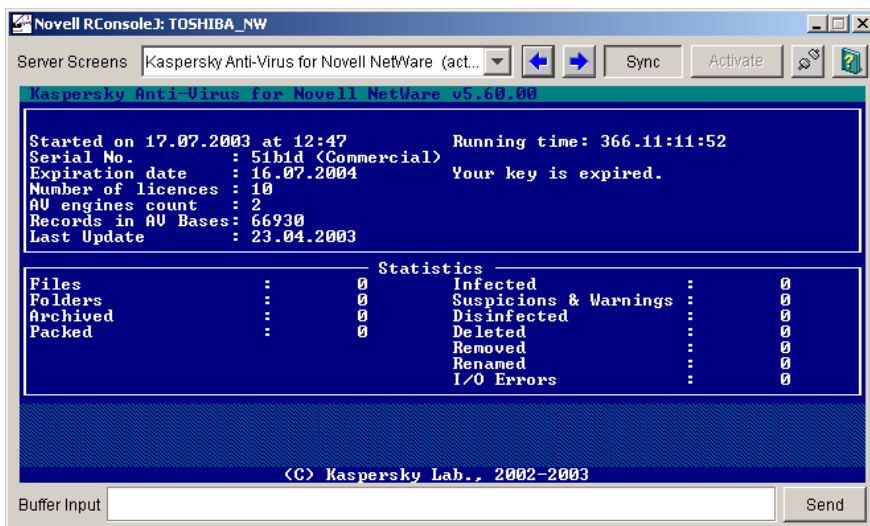 Novell RConsoleJ: TOSHIBA_NW
Server Screens Kaspersky Anti-Virus for Novell NetWare (act... Sync Activate
Kaspersky Anti-Virus for Novell NetWare v5.60.00
Started on 17.07.2003 at 12:47 Running time: 366.11:11:52
Serial No. : 51b1d (Commercial)
Expiration date : 16.07.2004 Your key is expired.
Number of licences : 10
AV engines count : 2
Records in AV Bases: 66930
Last Update : 23.04.2003
Statistics
Files : 0 Infected : 0
Folders : 0 Suspicions & Warnings : 0
Archived : 0 Disinfected : 0
Packed : 0 Deleted : 0
Removed : 0
Renamed : 0
I/O Errors : 0
(C) Kaspersky Lab., 2002-2003
Buffer Input Send